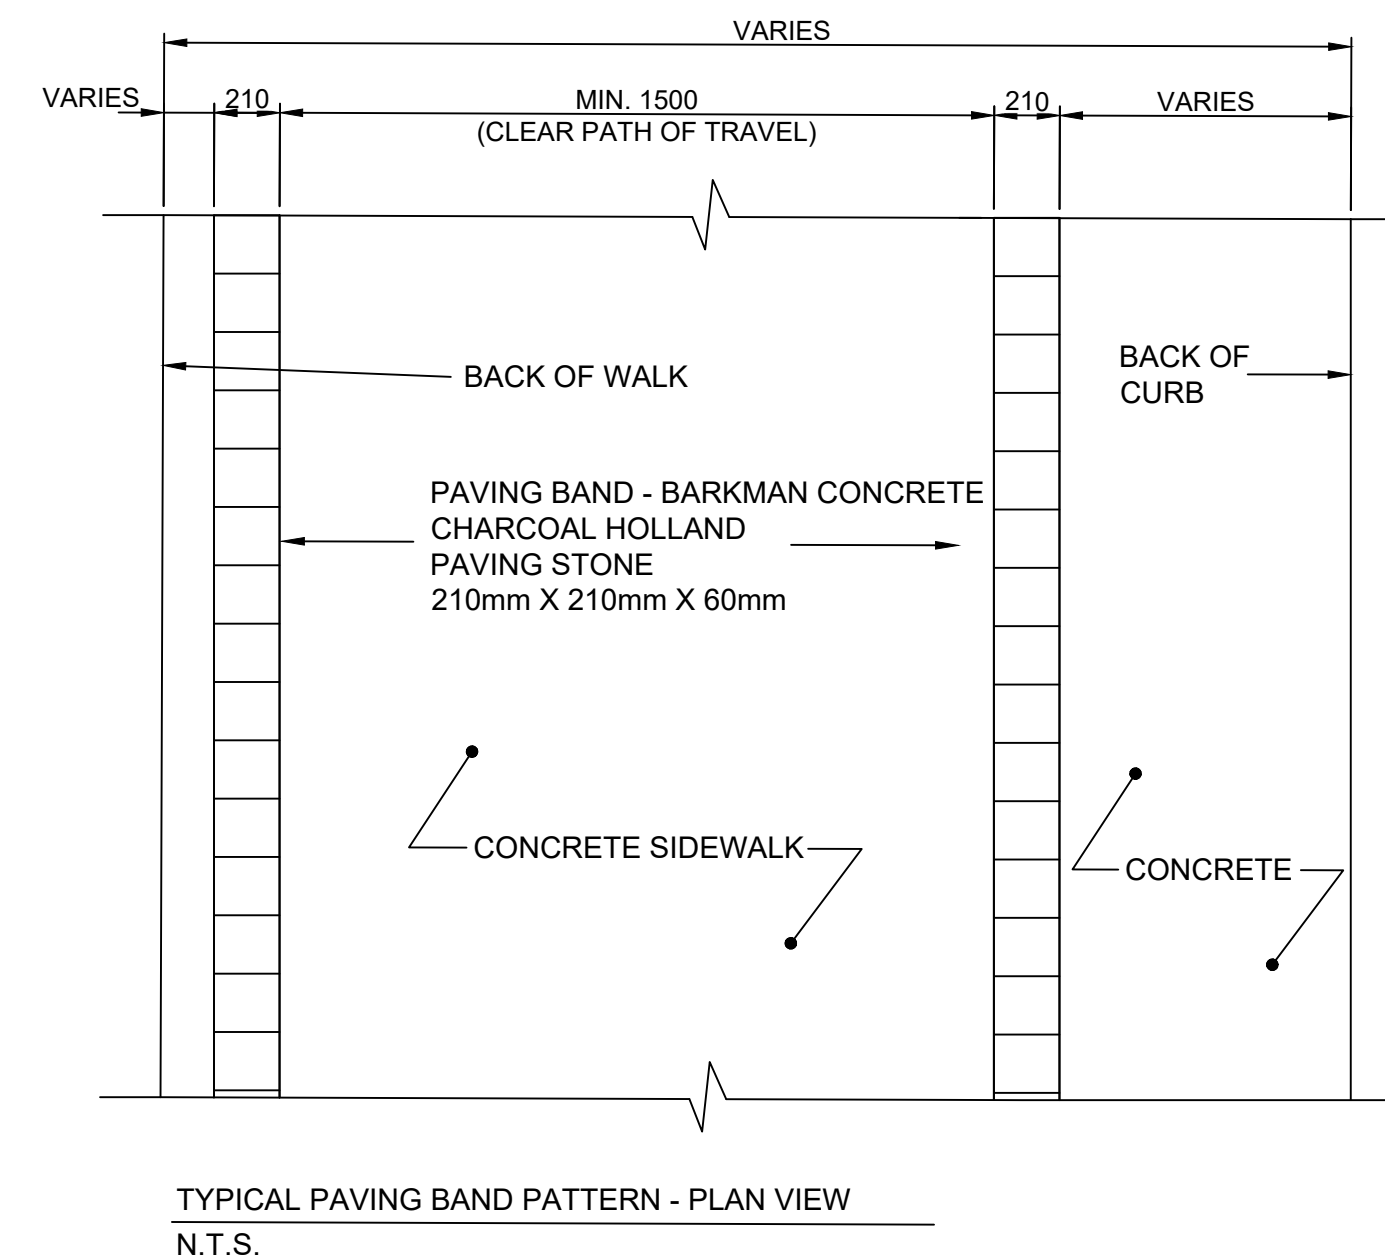 VARIES
VARIES
210
MIN. 1500
(CLEAR PATH OF TRAVEL)
210
VARIES
BACK OF WALK
BACK OF
CURB
PAVING BAND - BARKMAN CONCRETE
CHARCOAL HOLLAND
PAVING STONE
210mm X 210mm X 60mm
CONCRETE SIDEWALK
CONCRETE
TYPICAL PAVING BAND PATTERN - PLAN VIEW
N.T.S.